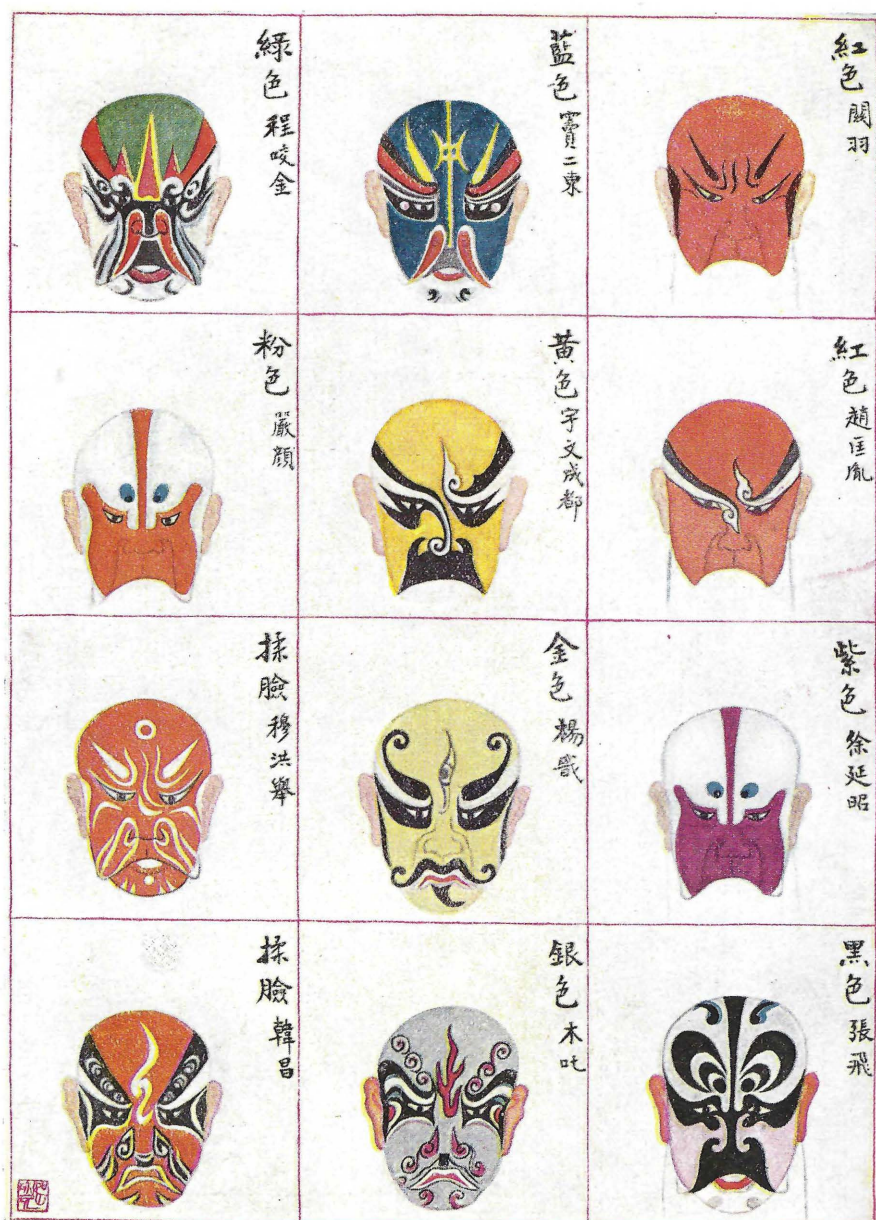 紅色 關羽
紅色 趙匡胤
紫色 徐延昭
黑色 張飛
藍色 竇二東
黄色 宇文成都
金色 楊戩
銀色 木吒
綠色 程咬金
粉色 嚴顔
揉臉 穆洪舉
揉臉 韓昌